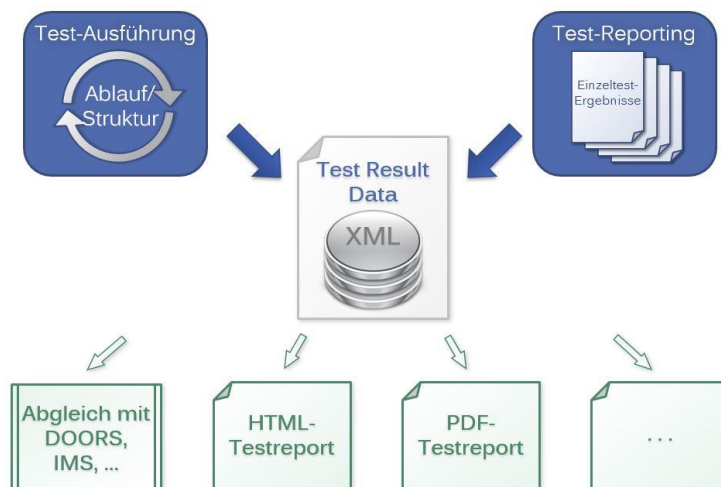 Test-Ausführung
Ablauf/
Struktur
Test-Reporting
Einzeltest-
Ergebnisse
Test Result
Data
XML
Abgleich mit
DOORS,
IMS, ...
HTML-
Testreport
PDF-
Testreport
...